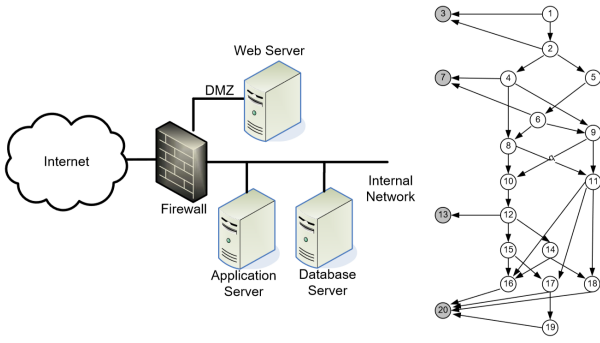 Web Server
DMZ
Internet
Firewall
Internal
Network
Application
Server
Database
Server
3
1
2
7
4
5
6
8
9
10
11
13
12
15
14
16
17
18
20
19